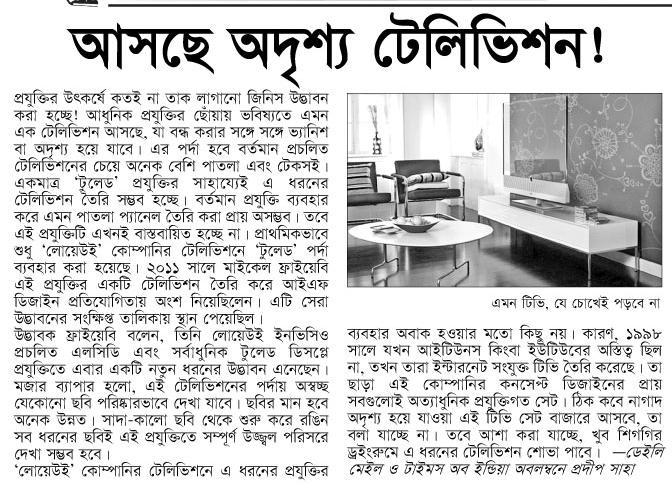 আসছে অদৃশ্য টেলিভিশন!
প্রযুক্তির উৎকর্ষে কতই না তাক লাগানো জিনিস উদ্ভাবন
করা হচ্ছে! আধুনিক প্রযুক্তির ছোঁয়ায় ভবিষ্যতে এমন
এক টেলিভিশন আসছে, যা বন্ধ করার সঙ্গে সঙ্গে ভ্যানিশ
বা অদৃশ্য হয়ে যাবে। এর পর্দা হবে বর্তমান প্রচলিত
টেলিভিশনের চেয়ে অনেক বেশি পাতলা এবং টেকসই।
একমাত্র 'টুলেড' প্রযুক্তির সাহায্যেই এ ধরনের
টেলিভিশন তৈরি সম্ভব হচ্ছে। বর্তমান প্রযুক্তি ব্যবহার
করে এমন পাতলা প্যানেল তৈরি করা প্রায় অসম্ভব। তবে
এই প্রযুক্তিটি এখনই বাস্তবায়িত হচ্ছে না। প্রাথমিকভাবে
শুধু 'লোয়েউই' কোম্পানির টেলিভিশনে 'টুলেড' পর্দা
ব্যবহার করা হয়েছে। ২০১১ সালে মাইকেল ফ্রাইয়েবি
এই প্রযুক্তির একটি টেলিভিশন তৈরি করে আইএফ
ডিজাইন প্রতিযোগিতায় অংশ নিয়েছিলেন। এটি সেরা
উদ্ভাবনের সংক্ষিপ্ত তালিকায় স্থান পেয়েছিল।
উদ্ভাবক ফ্রাইয়েবি বলেন, তিনি লোয়েউই ইনভিসিও
প্রচলিত এলসিডি এবং সর্বাধুনিক টুলেড ডিসপ্লে
প্রযুক্তিতে এবার একটি নতুন ধরনের উদ্ভাবন এনেছেন।
মজার ব্যাপার হলো, এই টেলিভিশনের পর্দায় অস্বচ্ছ
যেকোনো ছবি পরিষ্কারভাবে দেখা যাবে। ছবির মান হবে
অনেক উন্নত। সাদা-কালো ছবি থেকে শুরু করে রঙিন
সব ধরনের ছবিই এই প্রযুক্তিতে সম্পূর্ণ উজ্জ্বল পরিসরে
দেখা সম্ভব হবে।
'লোয়েউই' কোম্পানির টেলিভিশনে এ ধরনের প্রযুক্তির
এমন টিভি, যে চোখেই পড়বে না
ব্যবহার অবাক হওয়ার মতো কিছু নয়। কারণ, ১৯৯৮
সালে যখন আইটিউনস কিংবা ইউটিউবের অস্তিত্ব ছিল
না, তখন তারা ইন্টারনেট সংযুক্ত টিভি তৈরি করেছে। তা
ছাড়া এই কোম্পানির কনসেপ্ট ডিজাইনের প্রায়
সবগুলোই অত্যাধুনিক প্রযুক্তিগত সেট। ঠিক কবে নাগাদ
অদৃশ্য হয়ে যাওয়া এই টিভি সেট বাজারে আসবে, তা
বলা যাচ্ছে না। তবে আশা করা যাচ্ছে, খুব শিগগির
ড্রইংরুমে এ ধরনের টেলিভিশন শোভা পাবে। —ডেইলি
মেইল ও টাইমস অব ইন্ডিয়া অবলম্বনে প্রদীপ সাহা